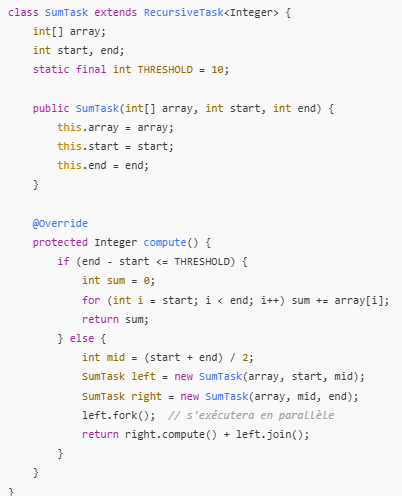 class SumTask extends RecursiveTask<Integer> {
    int[] array;
    int start, end;
    static final int THRESHOLD = 10;

    public SumTask(int[] array, int start, int end) {
        this.array = array;
        this.start = start;
        this.end = end;
    }

    @Override
    protected Integer compute() {
        if (end - start <= THRESHOLD) {
            int sum = 0;
            for (int i = start; i < end; i++) sum += array[i];
            return sum;
        } else {
            int mid = (start + end) / 2;
            SumTask left = new SumTask(array, start, mid);
            SumTask right = new SumTask(array, mid, end);
            left.fork();  // s'exécutera en parallèle
            return right.compute() + left.join();
        }
    }
}